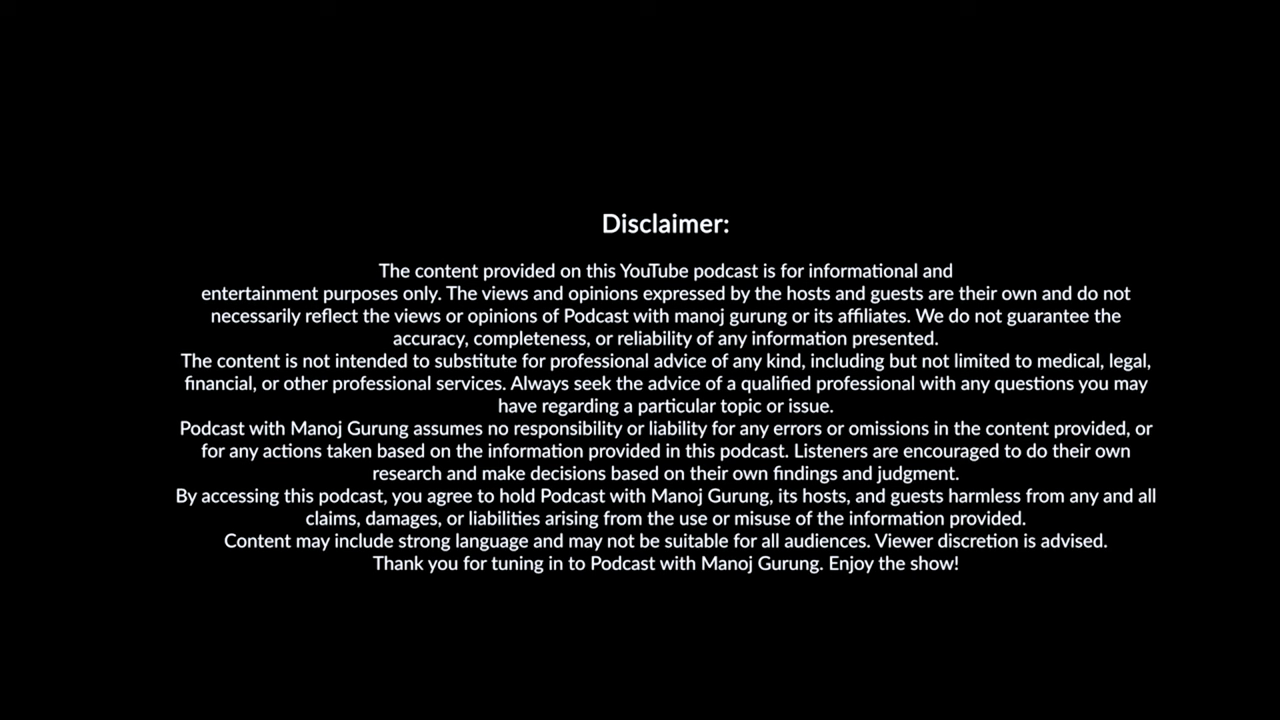 Disclaimer:
The content provided on this YouTube podcast is for informational and
entertainment purposes only. The views and opinions expressed by the hosts and guests are their own and do not
necessarily reflect the views or opinions of Podcast with manoj gurung or its affiliates. We do not guarantee the
accuracy, completeness, or reliability of any information presented.
The content is not intended to substitute for professional advice of any kind, including but not limited to medical, legal,
financial, or other professional services. Always seek the advice of a qualified professional with any questions you may
have regarding a particular topic or issue.
Podcast with Manoj Gurung assumes no responsibility or liability for any errors or omissions in the content provided, or
for any actions taken based on the information provided in this podcast. Listeners are encouraged to do their own
research and make decisions based on their own findings and judgment.
By accessing this podcast, you agree to hold Podcast with Manoj Gurung, its hosts, and guests harmless from any and all
claims, damages, or liabilities arising from the use or misuse of the information provided.
Content may include strong language and may not be suitable for all audiences. Viewer discretion is advised.
Thank you for tuning in to Podcast with Manoj Gurung. Enjoy the show!